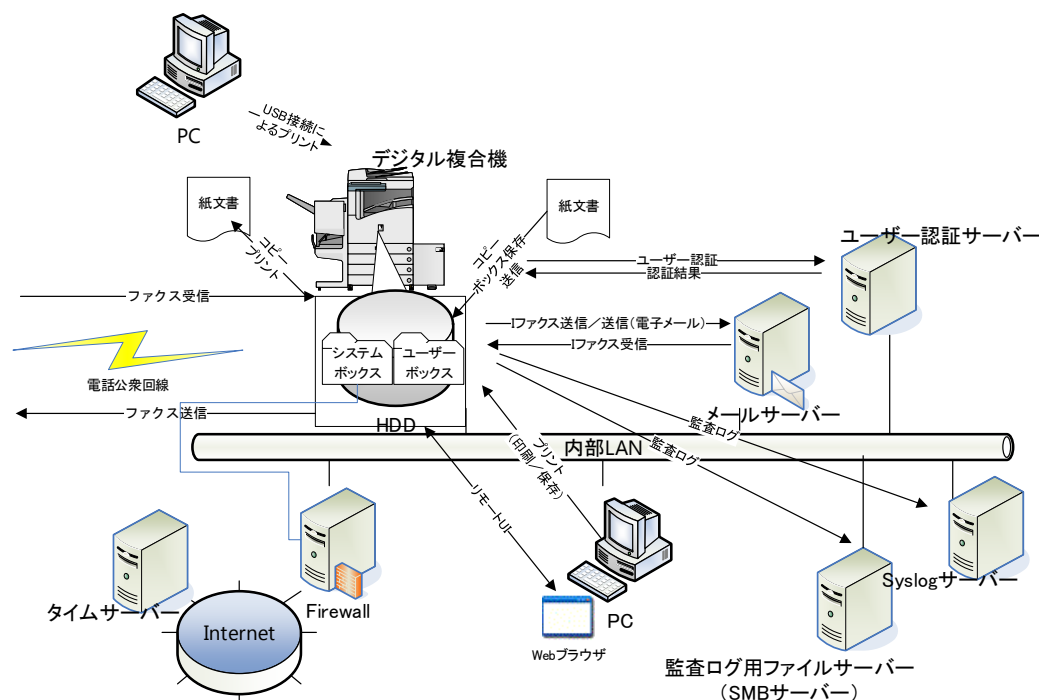 PC
USB接続に
よるプリント
デジタル複合機
紙文書
紙文書
コピー
プリント
コピー
ボックス保存
送信
ユーザー認証サーバー
ユーザー認証
認証結果
ファクス受信
Iファクス送信／送信（電子メール）
Iファクス受信
システム
ボックス
ユーザー
ボックス
電話公衆回線
ファクス送信
メールサーバー
HDD
監査ログ
監査ログ
内部LAN
プリント
（印刷／保存）
リモートUI
Syslogサーバー
タイムサーバー
Firewall
PC
Internet
Webブラウザ
監査ログ用ファイルサーバー
（SMBサーバー）